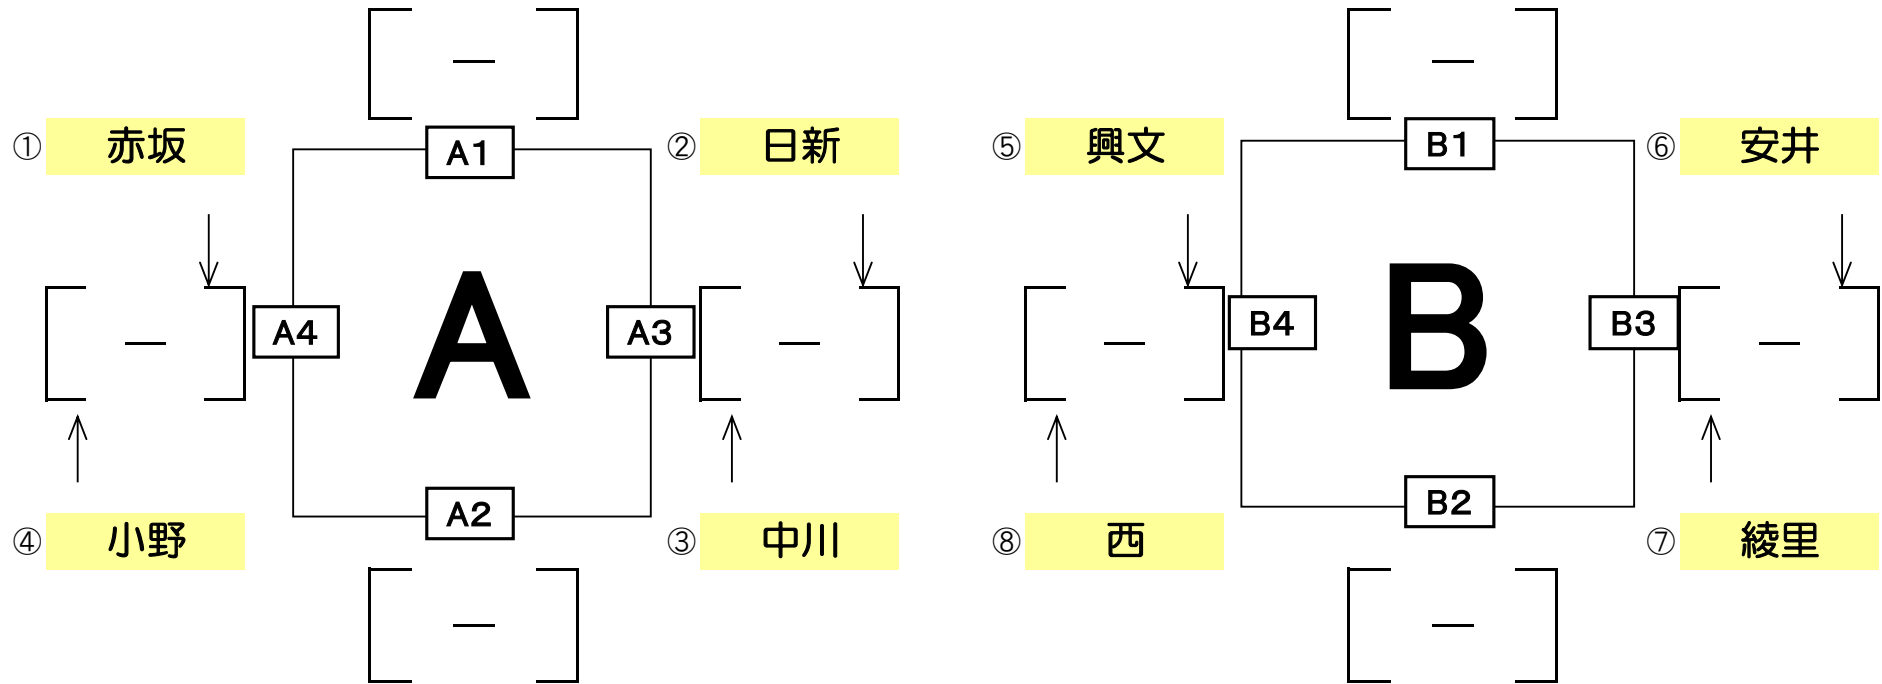 —
① 赤坂
A1
② 日新
A4
A
A3
—
—
④ 小野
A2
③ 中川
—
—
⑤ 興文
B1
⑥ 安井
B4
B
B3
—
—
⑧ 西
B2
⑦ 綾里
—